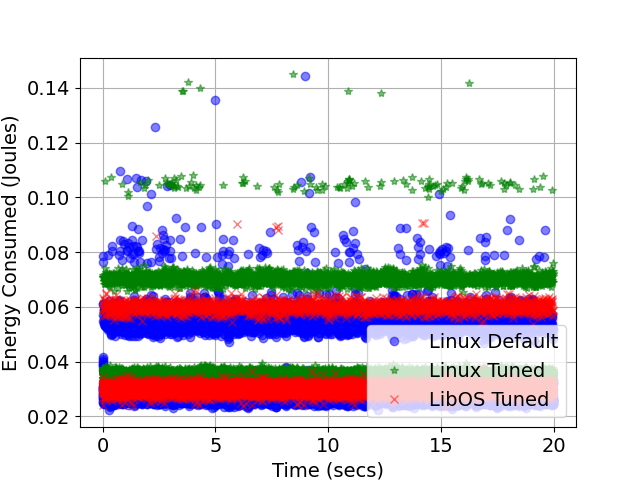 Energy Consumed (Joules)
0.14
0.12
0.10
0.08
0.06
0.04
0.02
Linux Default
Linux Tuned
LibOS Tuned
0 5 10 15 20
Time (secs)